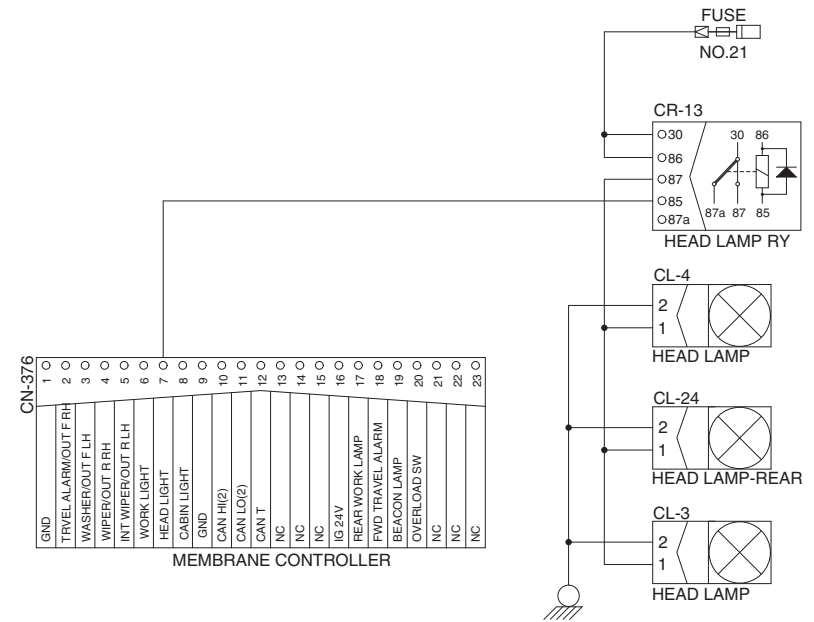 FUSE
NO.21
CR-13
30
86
87
85
87a
30 86
87a 87 85
HEAD LAMP RY
CL-4
2
1
HEAD LAMP
CL-24
2
1
HEAD LAMP-REAR
CL-3
2
1
HEAD LAMP
CN-376
1 2 3 4 5 6 7 8 9 10 11 12 13 14 15 16 17 18 19 20 21 22 23
GND
TRVEL ALARM/OUT F RH
WASHER/OUT F LH
WIPER/OUT R RH
INT WIPER/OUT R LH
WORK LIGHT
HEAD LIGHT
CABIN LIGHT
GND
CAN HI(2)
CAN LO(2)
CAN T
NC
NC
NC
IG 24V
REAR WORK LAMP
FWD TRAVEL ALARM
BEACON LAMP
OVERLOAD SW
NC
NC
NC
MEMBRANE CONTROLLER